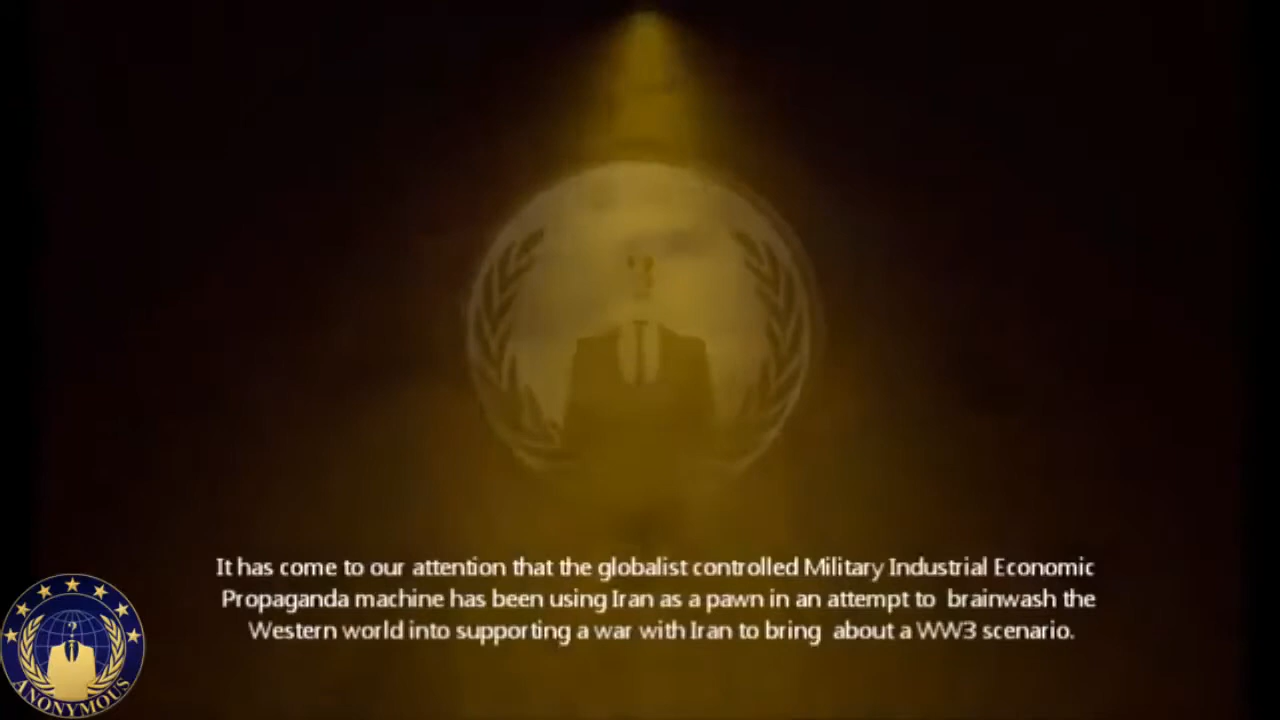 It has come to our attention that the globalist controlled Military Industrial Economic
Propaganda machine has been using Iran as a pawn in an attempt to brainwash the
Western world into supporting a war with Iran to bring about a WW3 scenario.
?
?
ANONYMOUS